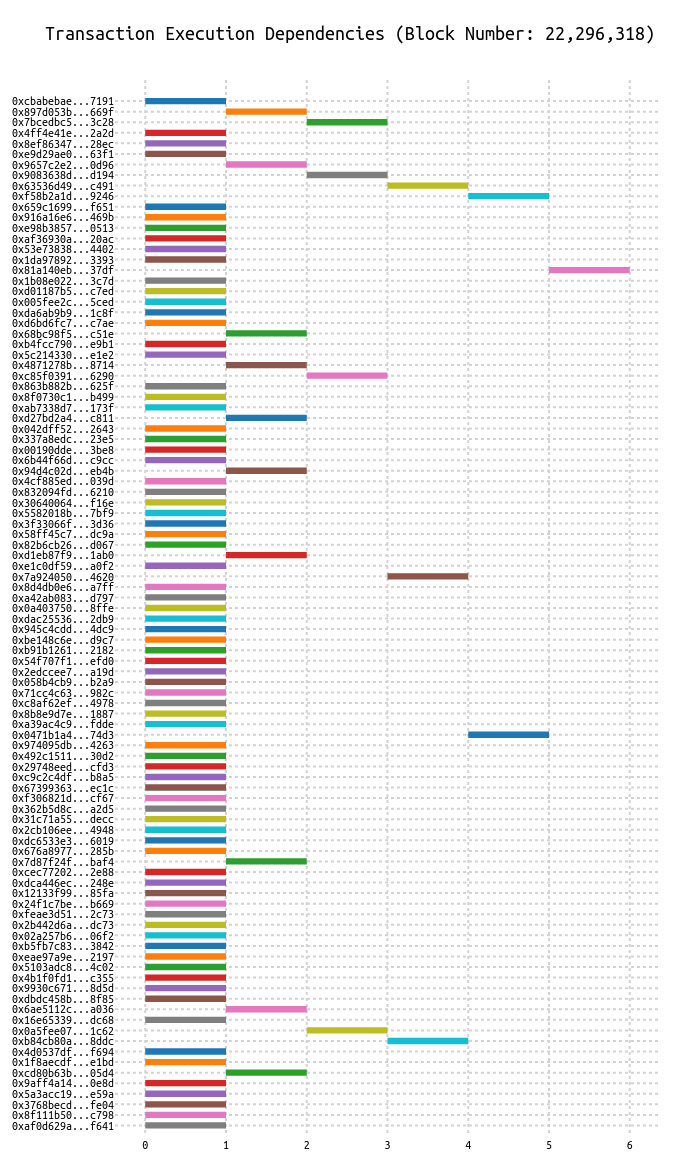 Transaction Execution Dependencies (Block Number: 22,296,318)
0xcbabebae...7191
0x897d053b...669f
0x7bcedbc5...3c28
0x4ff4e41e...2a2d
0x8ef86347...28ec
0xe9d29ae0...63f1
0x9657c2e2...0d96
0x9083638d...d194
0x63536d49...c491
0xf58b2a1d...9246
0x659c1699...f651
0x916a16e6...469b
0xe98b3857...0513
0xaf36930a...20ac
0x53e73838...4402
0x1da97892...3393
0x81a140eb...37df
0x1b08e022...3c7d
0xd01187b5...c7ed
0x005fee2c...5ced
0xda6ab9b9...1c8f
0xd6bd6fc7...c7ae
0x68bc98f5...c51e
0xb4fcc790...e9b1
0x5c214330...e1e2
0x4871278b...8714
0xc85f0391...6290
0x863b882b...625f
0x8f0730c1...b499
0xab7338d7...173f
0xd27bd2a4...c811
0x042dff52...2643
0x337a8edc...23e5
0x00190dde...3be8
0x6b44f66d...c9cc
0x94d4c02d...eb4b
0x4cf885ed...039d
0x832094fd...6210
0x30640064...f16e
0x5582018b...7bf9
0x3f33066f...3d36
0x58ff45c7...dc9a
0x82b6cb26...d067
0xd1eb87f9...1ab0
0xe1c0df59...a0f2
0x7a924050...4620
0x8d4db0e6...a7ff
0xa42ab083...d797
0x0a403750...8ffe
0xdac25536...2db9
0x945c4cdd...4dc9
0xbe148c6e...d9c7
0xb91b1261...2182
0x54f707f1...efd0
0x2edccee7...a19d
0x058b4cb9...b2a9
0x71cc4c63...982c
0xc8af62ef...4978
0x8b8e9d7e...1887
0xa39ac4c9...fdde
0x0471b1a4...74d3
0x974095db...4263
0x492c1511...30d2
0x29748eed...cfd3
0xc9c2c4df...b8a5
0x67399363...ec1c
0xf306821d...cf67
0x362b5d8c...a2d5
0x31c71a55...decc
0x2cb106ee...4948
0xdc6533e3...6019
0x676a8977...285b
0x7d87f24f...baf4
0xcec77202...2e88
0xdca446ec...248e
0x12133f99...85fa
0x24f1c7be...b669
0xfeae3d51...2c73
0x2b442d6a...dc73
0x02a257b6...06f2
0xb5fb7c83...3842
0xeae97a9e...2197
0x5103adc8...4c02
0x4b1f0fd1...c355
0x9930c671...8d5d
0xdbdc458b...8f85
0x6ae5112c...a036
0x16e65339...dc68
0x0a5fee07...1c62
0xb84cb80a...8ddc
0x4d0537df...f694
0x1f8aecdf...e1bd
0xcd80b63b...05d4
0x9aff4a14...0e8d
0x5a3acc19...e59a
0x3768becd...fe04
0x8f111b50...c798
0xaf0d629a...f641
0 1 2 3 4 5 6